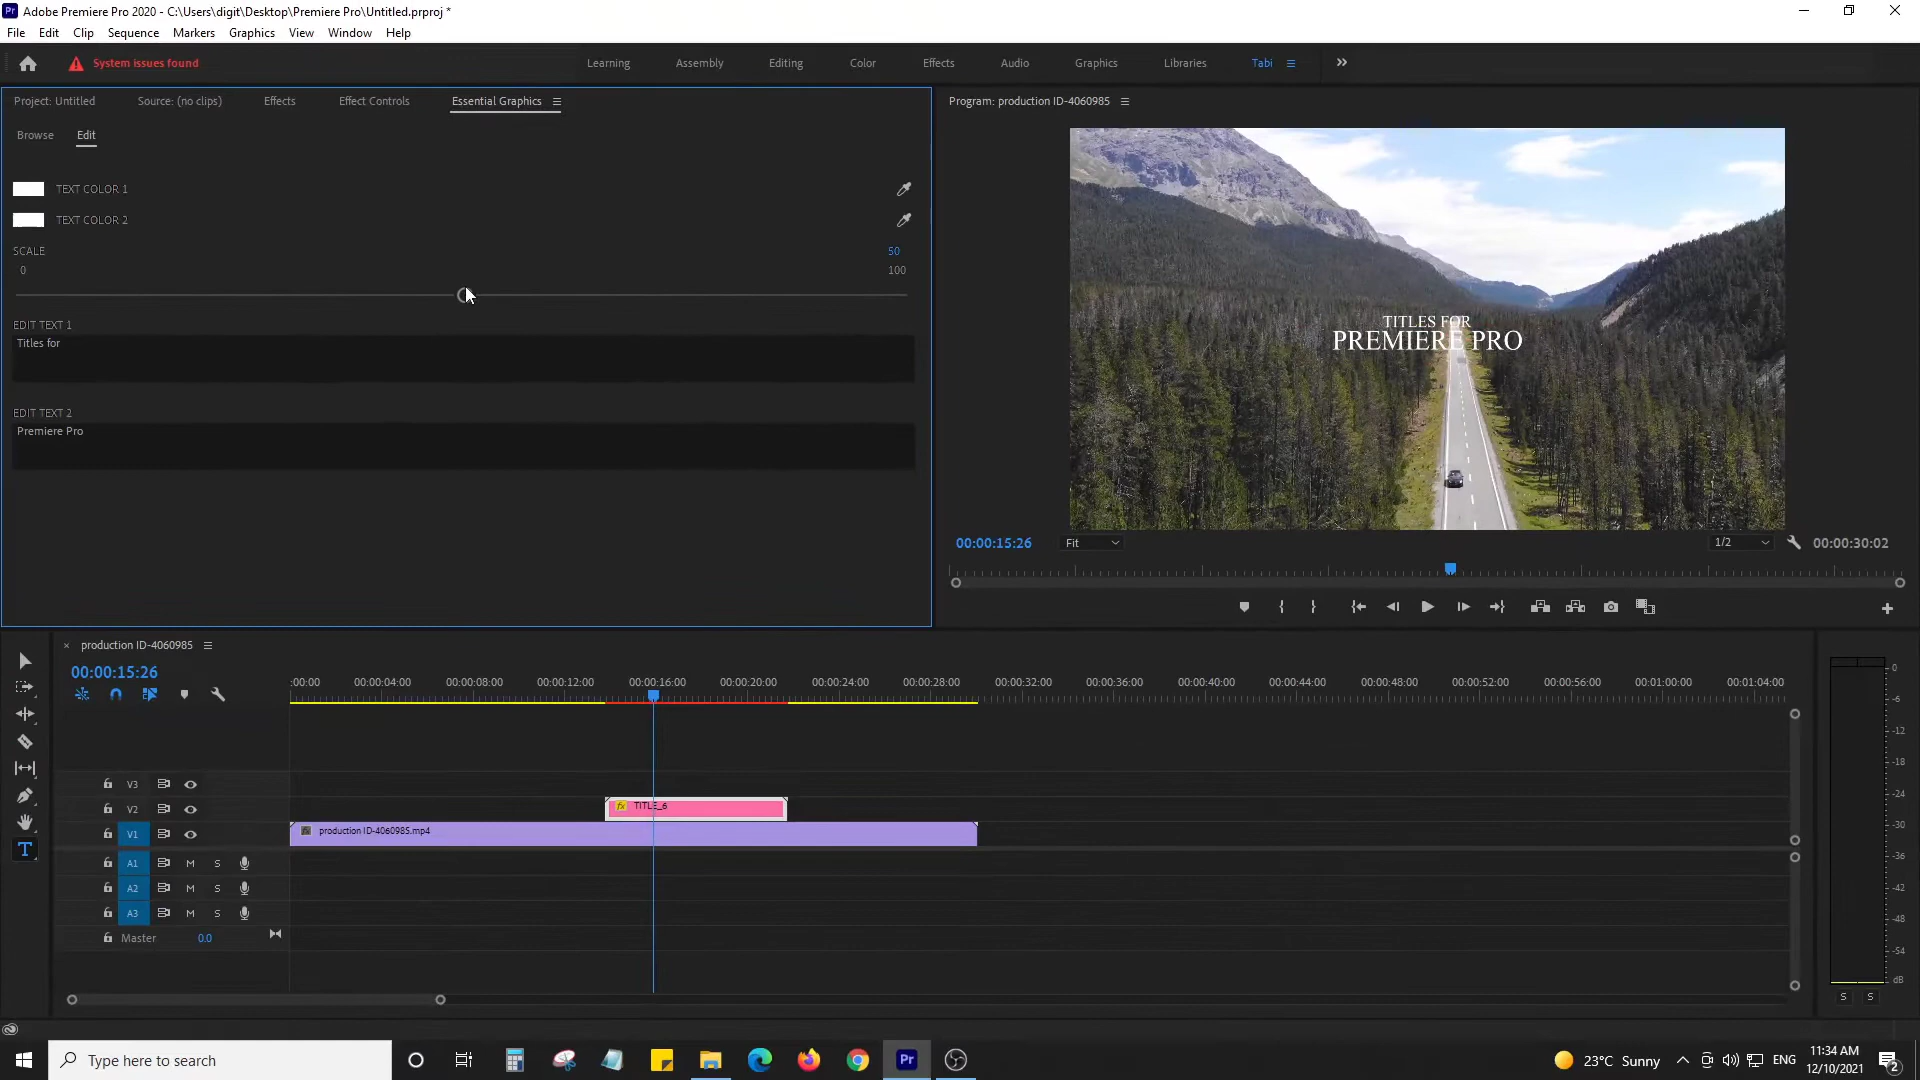 Pr Adobe Premiere Pro 2020 - C:\Users\digit\Desktop\Premiere Pro\Untitled.prproj *
File Edit Clip Sequence Markers Graphics View Window Help
System issues found Learning Assembly Editing Color Effects Audio Graphics Libraries Tabi
Project: Untitled Source: (no clips) Effects Effect Controls Essential Graphics
Program: production ID-4060985
Browse Edit
TEXT COLOR 1
TEXT COLOR 2
SCALE 50
0 100
EDIT TEXT 1
Titles for
EDIT TEXT 2
Premiere Pro
TITLES FOR
PREMIERE PRO
00:00:15:26 Fit 1/2 00:00:30:02
× production ID-4060985
00:00:15:26
:00:00 00:00:04:00 00:00:08:00 00:00:12:00 00:00:16:00 00:00:20:00 00:00:24:00 00:00:28:00 00:00:32:00 00:00:36:00 00:00:40:00 00:00:44:00 00:00:48:00 00:00:52:00 00:00:56:00 00:01:00:00 00:01:04:00
V3
V2 fx TITLE_6
V1 production ID-4060985.mp4
A1 M S
A2 M S
A3 M S
Master 0.0
0
-6
-12
-18
-24
-30
-36
-42
-48
-54
dB
S S
Type here to search
Pr
23°C Sunny ENG
11:34 AM
12/10/2021
2